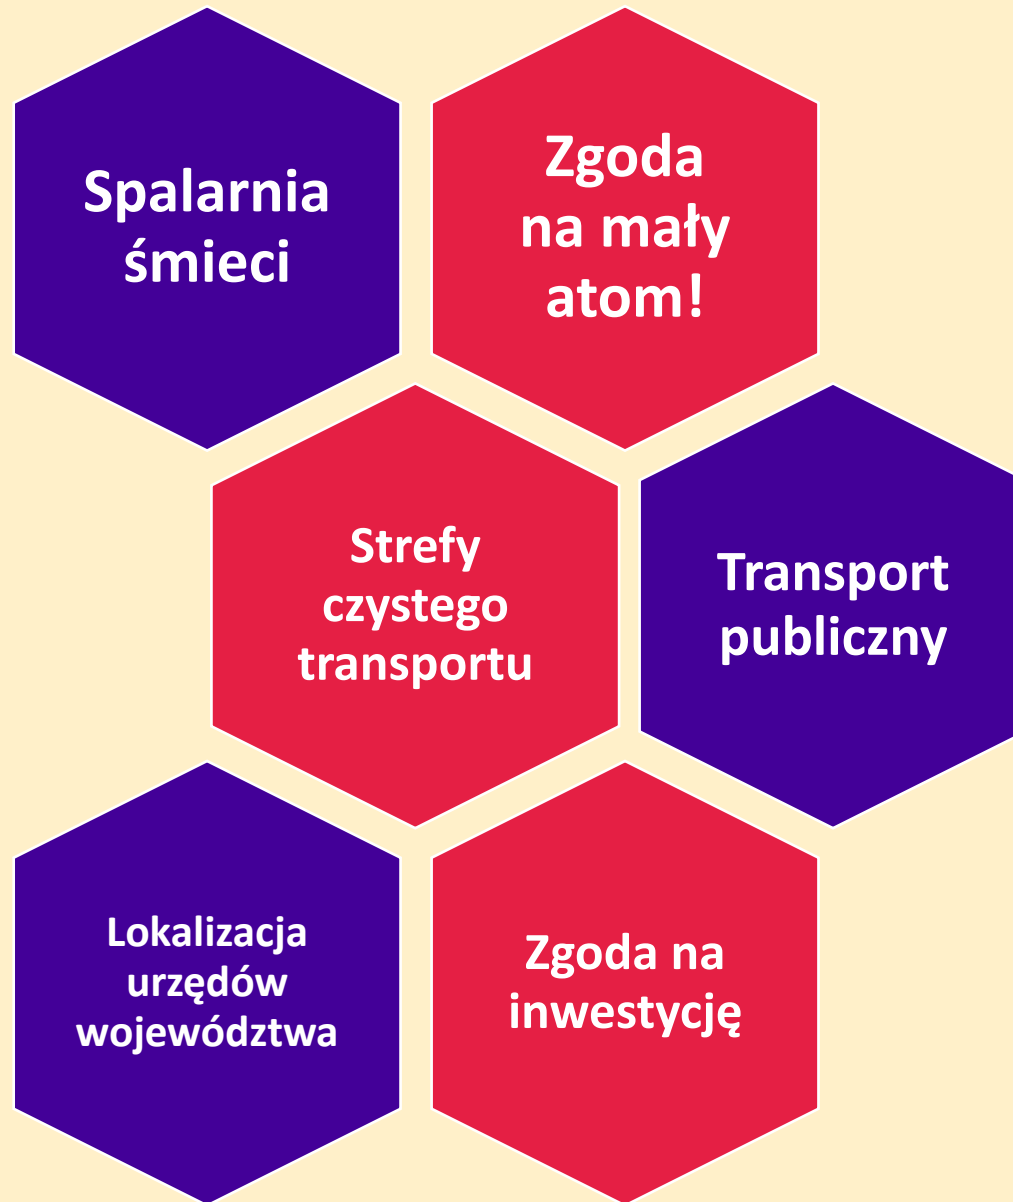 Spalarnia
śmieci
Zgoda
na mały
atom!
Strefy
czystego
transportu
Transport
publiczny
Lokalizacja
urzędów
województwa
Zgoda na
inwestycję